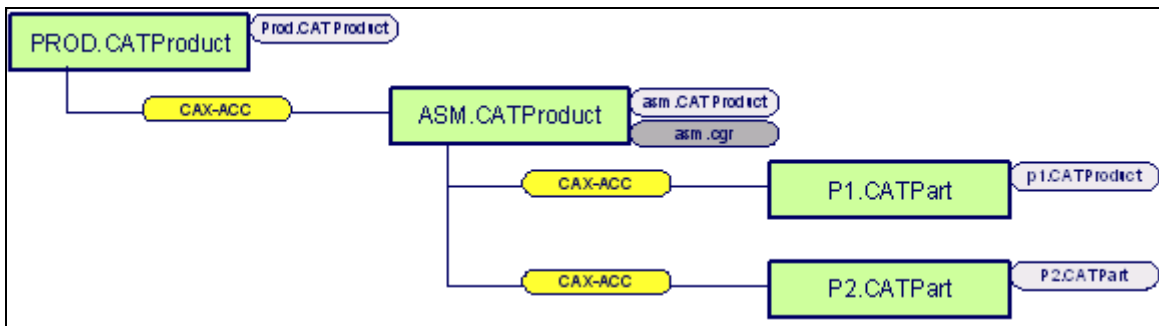 PROD.CATProduct
Prod.CATProduct
CAX-ACC
ASM.CATProduct
asm.CATProduct
asm.cgr
CAX-ACC
P1.CATPart
p1.CATProduct
CAX-ACC
P2.CATPart
P2.CATPart